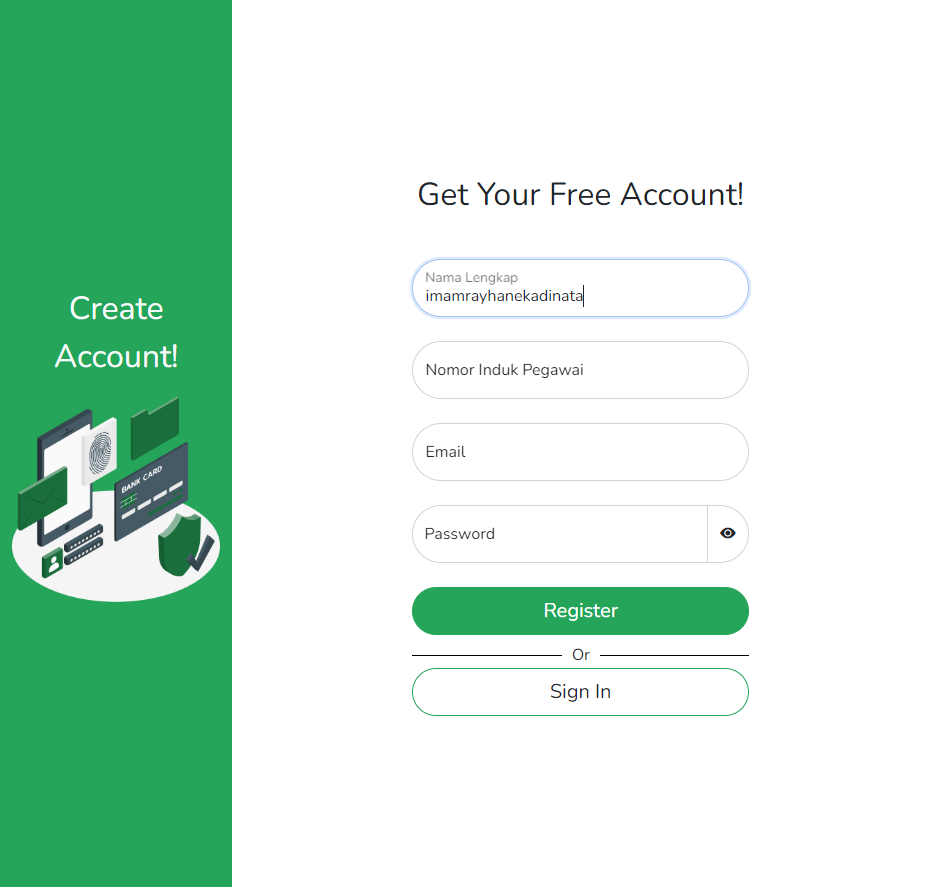 Create
Account!
BANK CARD
Get Your Free Account!
Nama Lengkap
imamrayhanekadinata
Nomor Induk Pegawai
Email
Password
Register
Or
Sign In